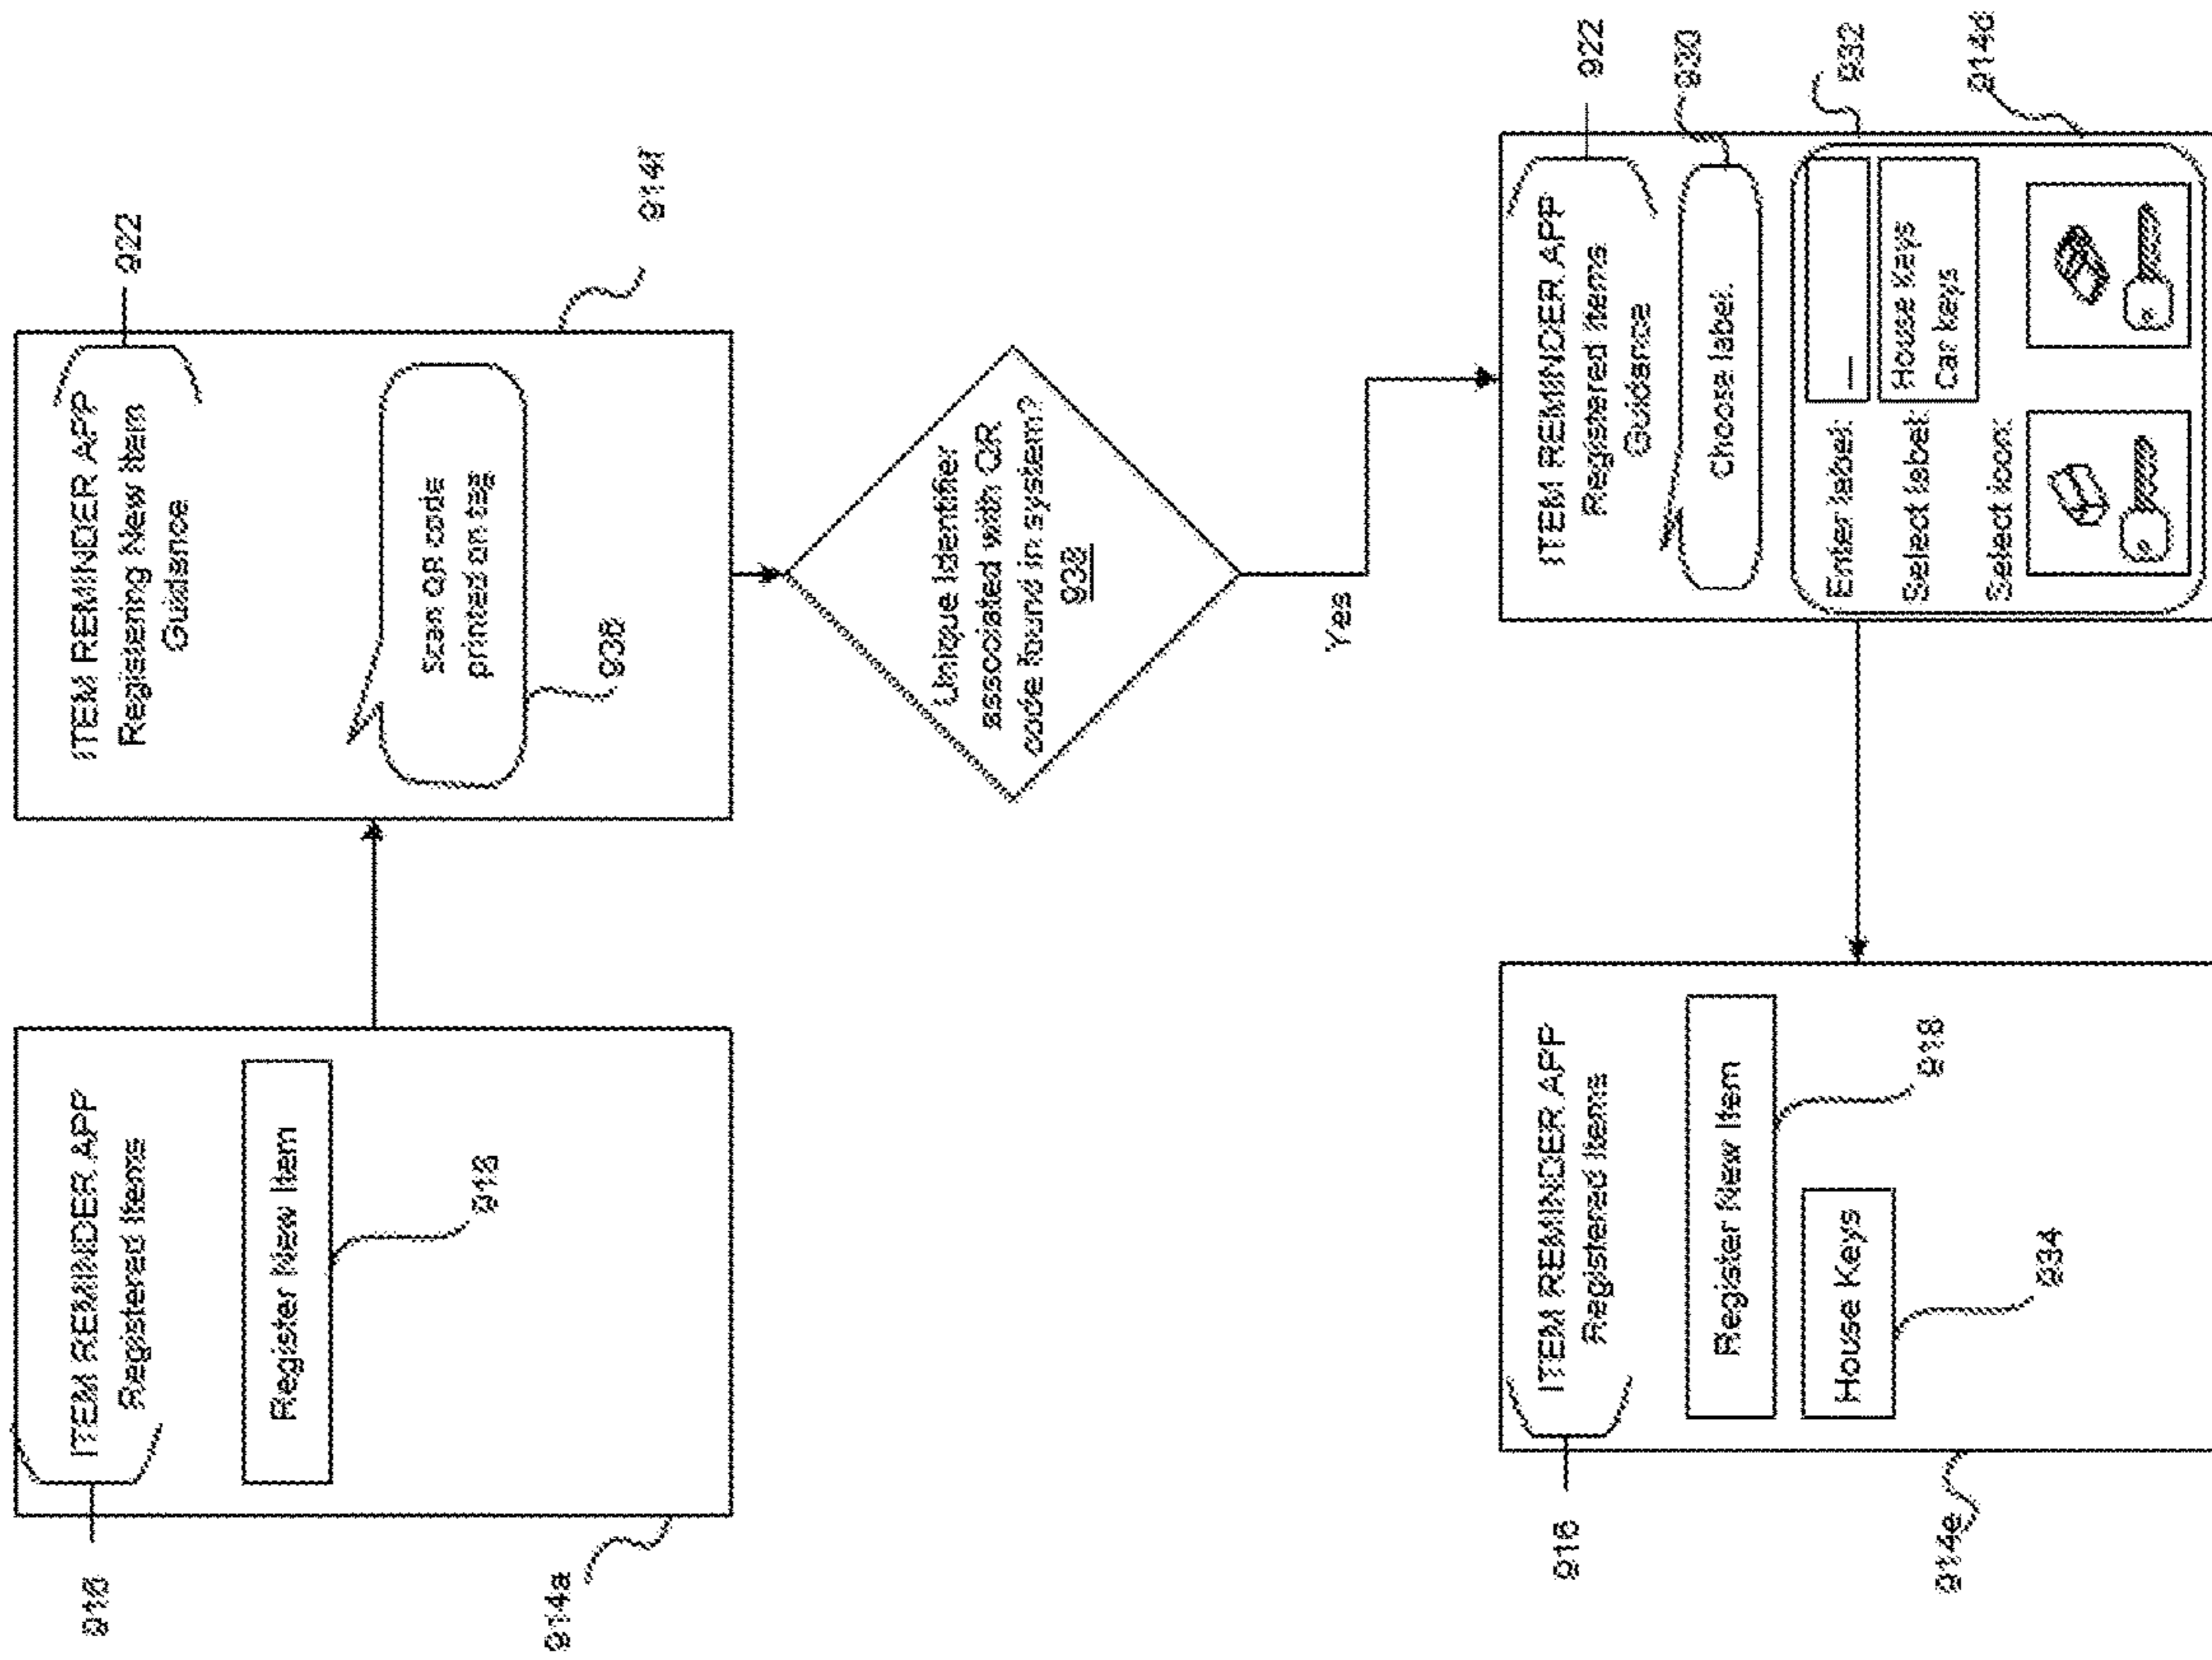 916
ITEM REMINDER APP
Registered Items
Register New Item
918
914a
ITEM REMINDER APP
Registering New Item
Guidance
922
Scan QR code
printed on tag
914f
Unique Identifier
associated with QR
code found in system?
Yes
ITEM REMINDER APP
Registered Items
Guidance
922
Choose label.
930
Enter label:
Select label:
House Keys
Car keys
Select icon:
932
914d
916
ITEM REMINDER APP
Registered Items
Register New Item
918
House Keys
934
914e